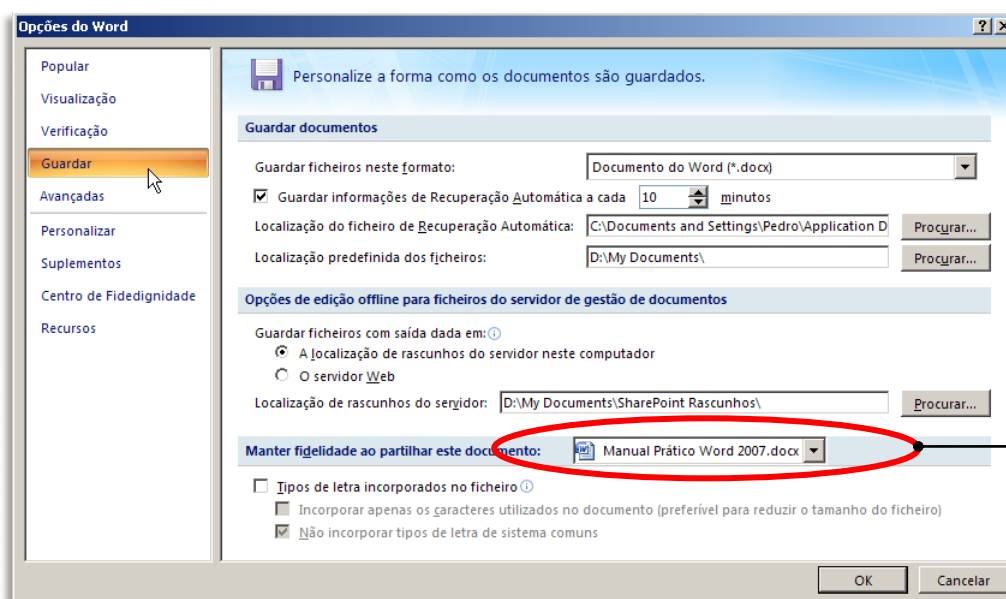 Opções do Word
Popular
Visualização
Verificação
Guardar
Avançadas
Personalizar
Suplementos
Centro de Fidedignidade
Recursos
Personalize a forma como os documentos são guardados.
Guardar documentos
Guardar ficheiros neste formato: Documento do Word (*.docx)
Guardar informações de Recuperação Automática a cada 10 minutos
Localização do ficheiro de Recuperação Automática: C:\Documents and Settings\Pedro\Application D Procurar...
Localização predefinida dos ficheiros: D:\My Documents\ Procurar...
Opções de edição offline para ficheiros do servidor de gestão de documentos
Guardar ficheiros com saída dada em:
A localização de rascunhos do servidor neste computador
O servidor Web
Localização de rascunhos do servidor: D:\My Documents\SharePoint Rascunhos\ Procurar...
Manter fidelidade ao partilhar este documento: Manual Prático Word 2007.docx
Tipos de letra incorporados no ficheiro
Incorporar apenas os caracteres utilizados no documento (preferível para reduzir o tamanho do ficheiro)
Não incorporar tipos de letra de sistema comuns
OK Cancelar